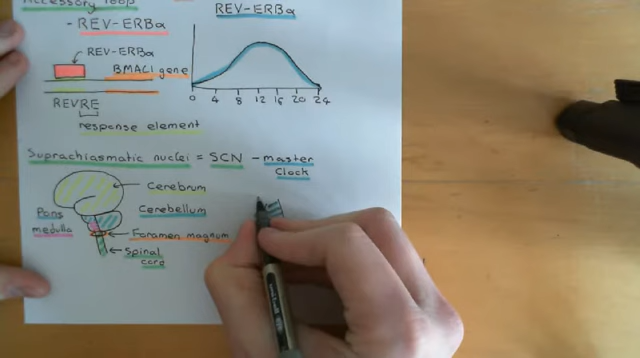 Accessory loop
- REV-ERBα
REV-ERBα
REV-ERBα
BMAL1 gene
REVRE
response element
0 4 8 12 16 20 24
Suprachiasmatic nuclei = SCN - master
Clock
Cerebrum
Cerebellum
Pons
medulla
Foramen magnum
Spinal
cord